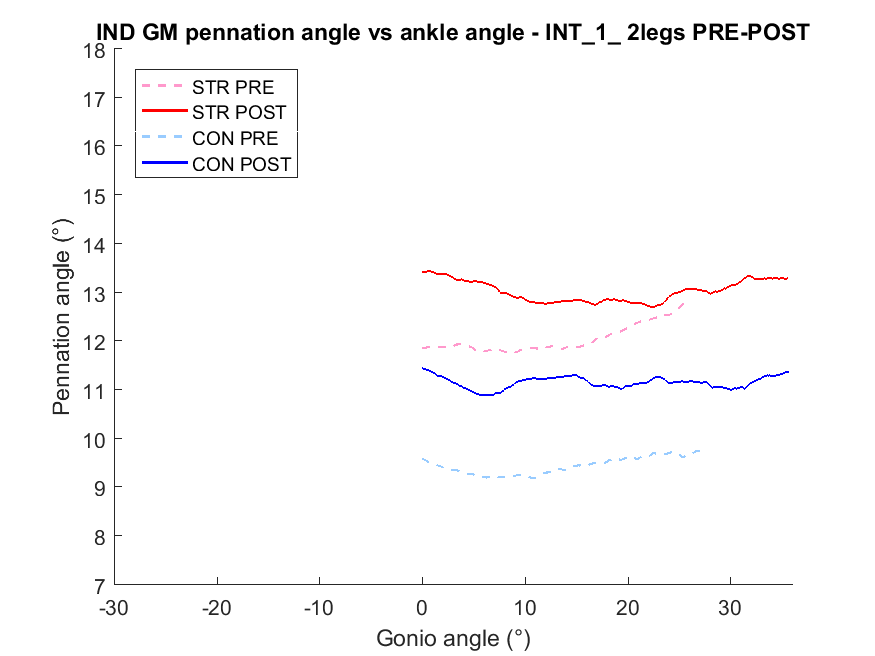 IND GM pennation angle vs ankle angle - INT_1_ 2legs PRE-POST
18
17
16
15
14
13
12
11
10
9
8
7
Pennation angle (°)
STR PRE
STR POST
CON PRE
CON POST
-30 -20 -10 0 10 20 30
Gonio angle (°)